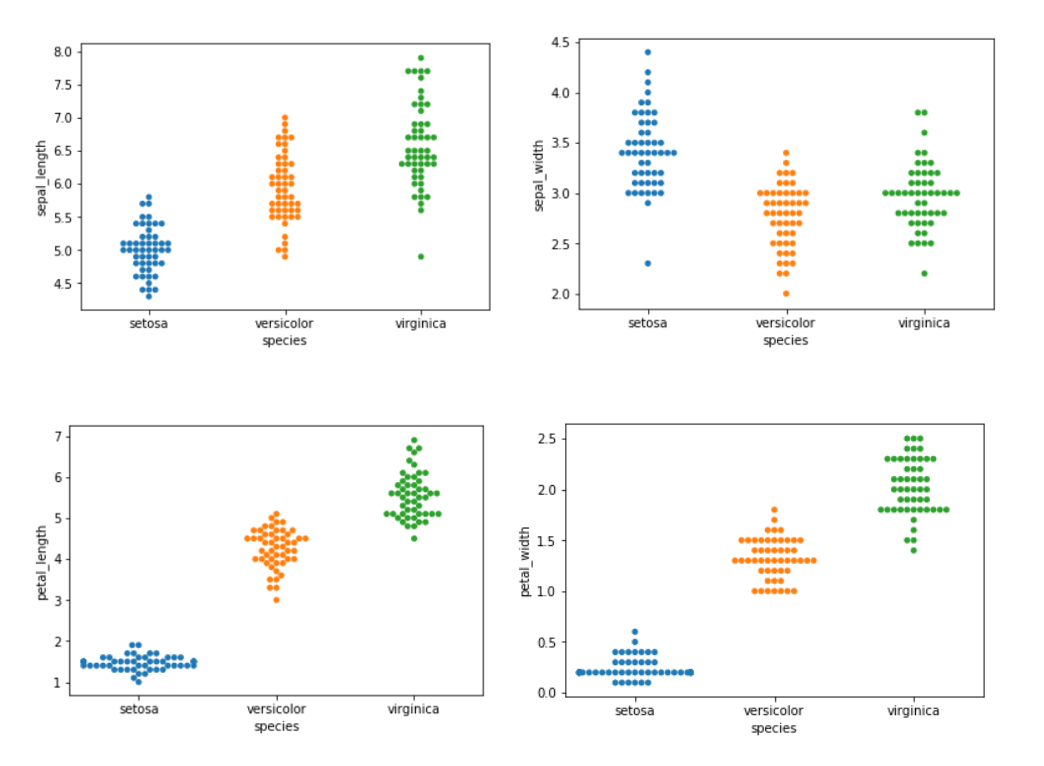 8.0
7.5
7.0
6.5
6.0
5.5
5.0
4.5
sepal_length
setosa versicolor virginica
species
4.5
4.0
3.5
3.0
2.5
2.0
sepal_width
setosa versicolor virginica
species
7
6
5
4
3
2
1
petal_length
setosa versicolor virginica
species
2.5
2.0
1.5
1.0
0.5
0.0
petal_width
setosa versicolor virginica
species